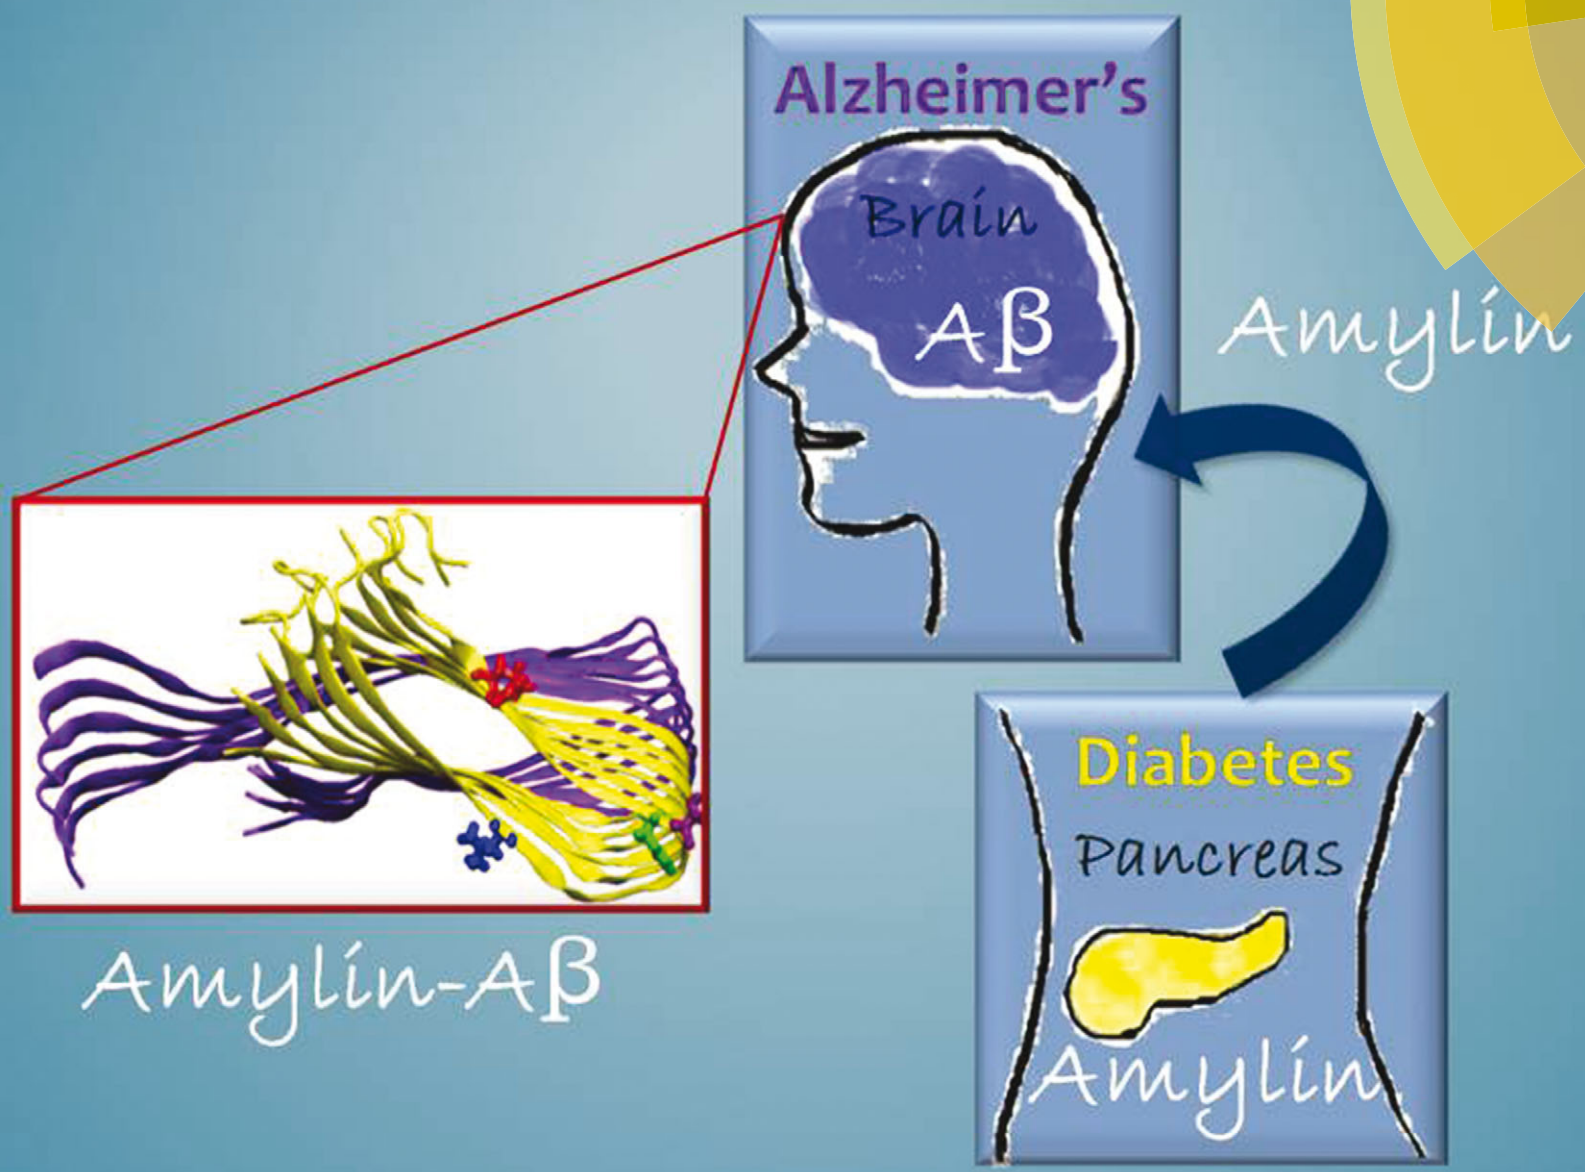 Alzheimer's
Brain
Aβ
Amylin
Amylin-Aβ
Diabetes
Pancreas
Amylin